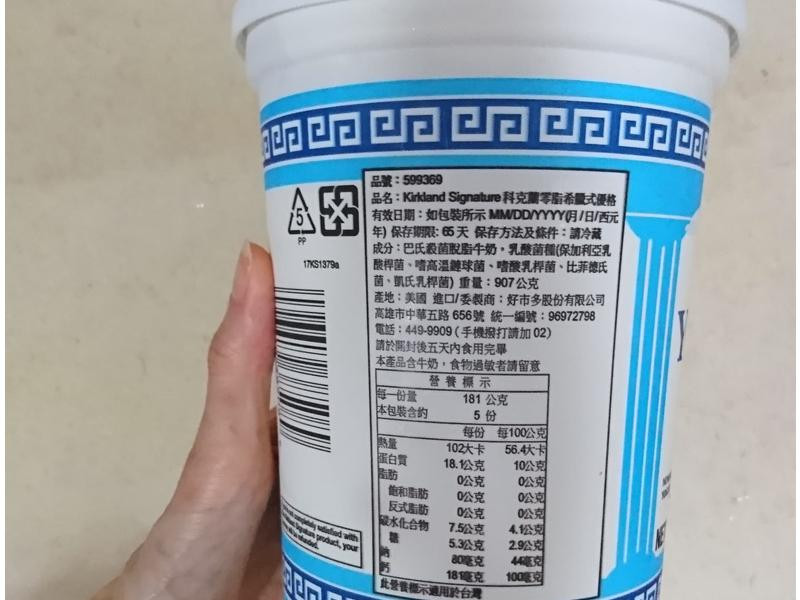 品號：599369
品名：Kirkland Signature 科克蘭零脂希臘式優格
有效日期：如包裝所示 MM/DD/YYYY(月/日/西元
年) 保存期限: 65 天 保存方法及條件：請冷藏
成分：巴氏殺菌脫脂牛奶，乳酸菌種(保加利亞乳
酸桿菌、嗜高溫鏈球菌、嗜酸乳桿菌、比菲德氏
菌、凱氏乳桿菌) 重量：907公克
產地：美國 進口/委製商：好市多股份有限公司
高雄市中華五路 656號 統一編號：96972798
電話：449-9909 (手機撥打請加 02)
請於開封後五天內食用完畢
本產品含牛奶，食物過敏者請留意
營 養 標 示
每一份量 181 公克
本包裝含約 5 份
每份 每100公克
熱量 102大卡 56.4大卡
蛋白質 18.1公克 10公克
脂肪 0公克 0公克
飽和脂肪 0公克 0公克
反式脂肪 0公克 0公克
碳水化合物 7.5公克 4.1公克
糖 5.3公克 2.9公克
鈉 80毫克 44毫克
鈣 181毫克 100毫克
此營養標示適用於台灣
5
PP
17KS1379a
completely satisfied with
Signature product, your
will be refunded.
Y
NE